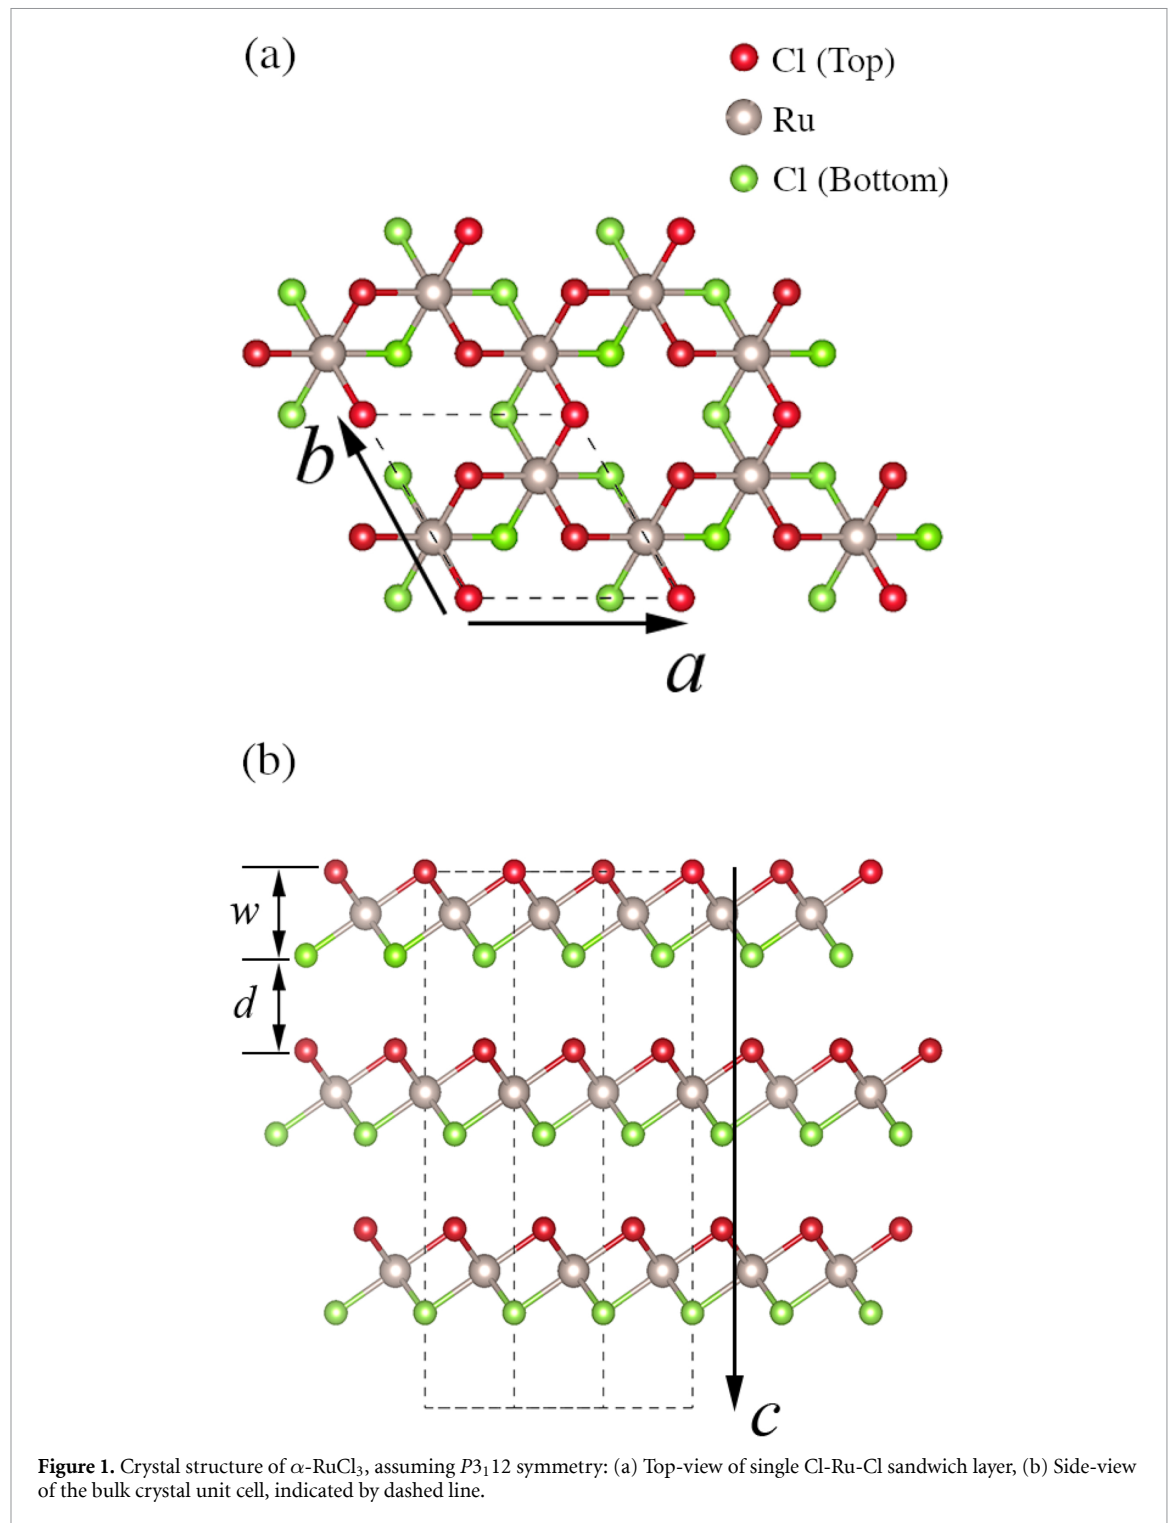 (a)
Cl (Top)
Ru
Cl (Bottom)
b
a
(b)
w
d
c
Figure 1. Crystal structure of α-RuCl₃, assuming P3₁12 symmetry: (a) Top-view of single Cl-Ru-Cl sandwich layer, (b) Side-view
of the bulk crystal unit cell, indicated by dashed line.